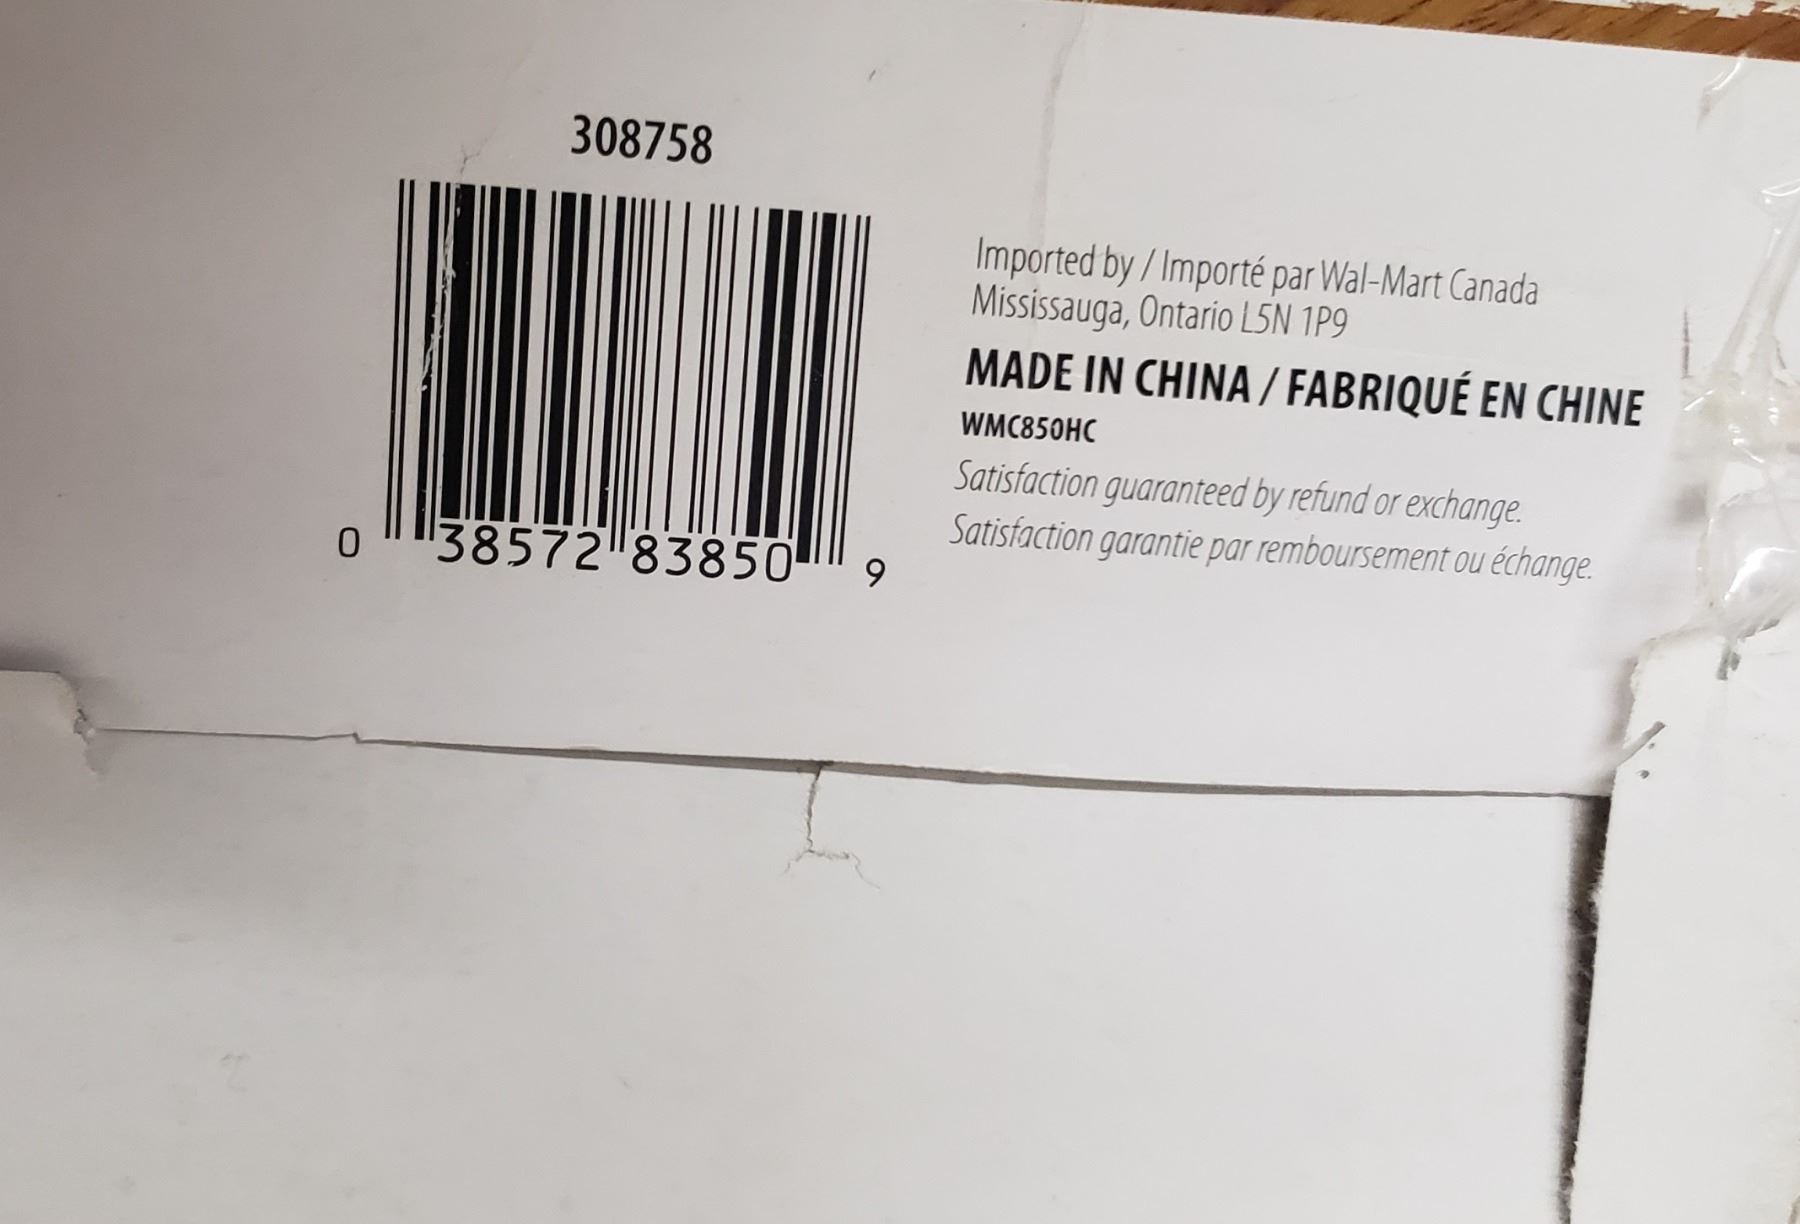 308758
0 38572 83850 9
Imported by / Importé par Wal-Mart Canada
Mississauga, Ontario L5N 1P9
MADE IN CHINA / FABRIQUÉ EN CHINE
WMC850HC
Satisfaction guaranteed by refund or exchange.
Satisfaction garantie par remboursement ou échange.